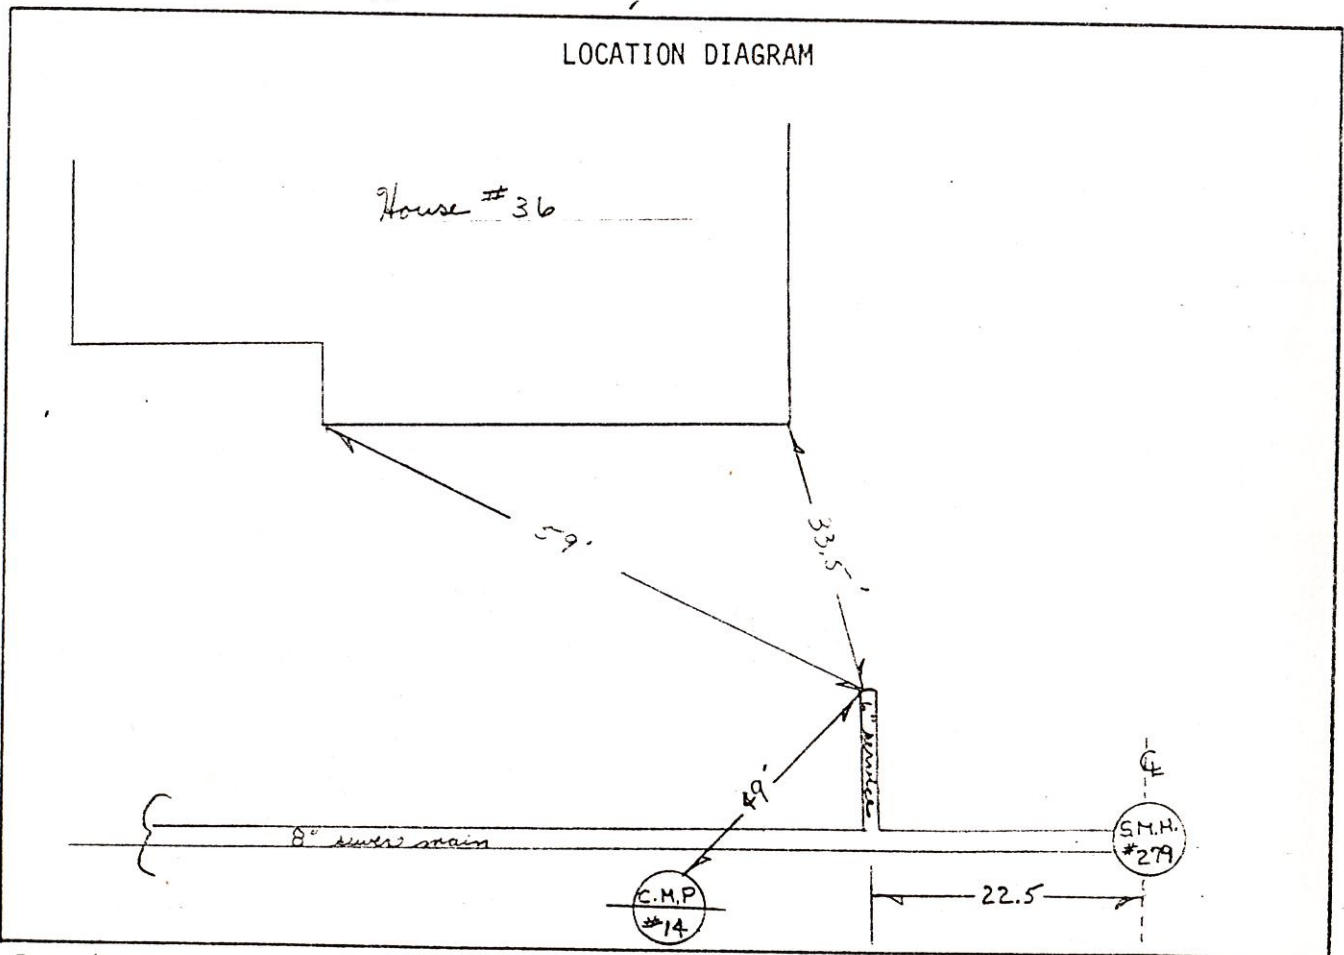 LOCATION DIAGRAM
House # 36
59'
33.5'
6" service
49'
℄
8" sewer main
S.M.H.
#279
C.M.P
#14
22.5